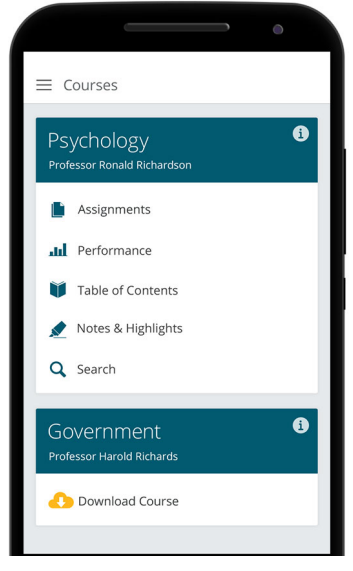 Courses
Psychology
Professor Ronald Richardson
Assignments
Performance
Table of Contents
Notes & Highlights
Search
Government
Professor Harold Richards
Download Course